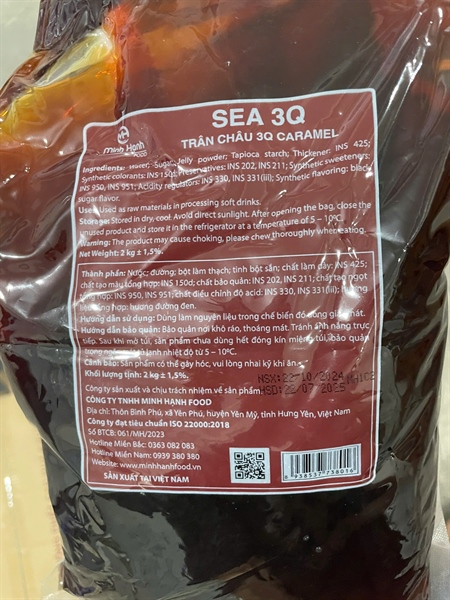 SEA 3Q
TRÂN CHÂU 3Q CARAMEL
Minh Hạnh
FOOD
Ingredients: Water; Sugar; Jelly powder; Tapioca starch; Thickener: INS 425;
Synthetic colorants: INS 150d; Preservatives: INS 202, INS 211; Synthetic sweeteners:
INS 950, INS 951; Acidity regulators: INS 330, INS 331(iii); Synthetic flavoring: black
sugar flavor.
Use: Used as raw materials in processing soft drinks.
Storage: Stored in dry, cool. Avoid direct sunlight. After opening the bag, close the
unused product and store it in the refrigerator at a temperature of 5 – 10°C.
Warning: The product may cause choking, please chew thoroughly when eating.
Net Weight: 2 kg ± 1,5%.
Thành phần: Nước; đường; bột làm thạch; tinh bột sắn; chất làm dày: INS 425;
chất tạo màu tổng hợp: INS 150d; chất bảo quản: INS 202, INS 211; chất tạo ngọt
tổng hợp: INS 950, INS 951; chất điều chỉnh độ acid: INS 330, INS 331(iii); hương
liệu tổng hợp: hương đường đen.
Hướng dẫn sử dụng: Dùng làm nguyên liệu trong chế biến đồ uống giải khát.
Hướng dẫn bảo quản: Bảo quản nơi khô ráo, thoáng mát. Tránh ánh nắng trực
tiếp. Sau khi mở túi, sản phẩm chưa dùng hết đóng kín miệng túi, bảo quản
trong ngăn mát tủ lạnh nhiệt độ từ 5 – 10°C.
Cảnh báo: Sản phẩm có thể gây hóc, vui lòng nhai kỹ khi ăn.
Khối lượng tịnh: 2kg ± 1,5%.
NSX:22/10/2024
HSD:22/07/2025
Công ty sản xuất và chịu trách nhiệm về sản phẩm
CÔNG TY TNHH MINH HẠNH FOOD
Địa chỉ: Thôn Bình Phú, xã Yên Phú, huyện Yên Mỹ, tỉnh Hưng Yên, Việt Nam
Công ty đạt tiêu chuẩn ISO 22000:2018
Số BTCB: 061/MH/2023
Hotline Miền Bắc: 0363 082 083
Hotline Miền Nam: 0939 380 380
Website: www.minhhanhfood.vn
SẢN XUẤT TẠI VIỆT NAM
8 938537 738016